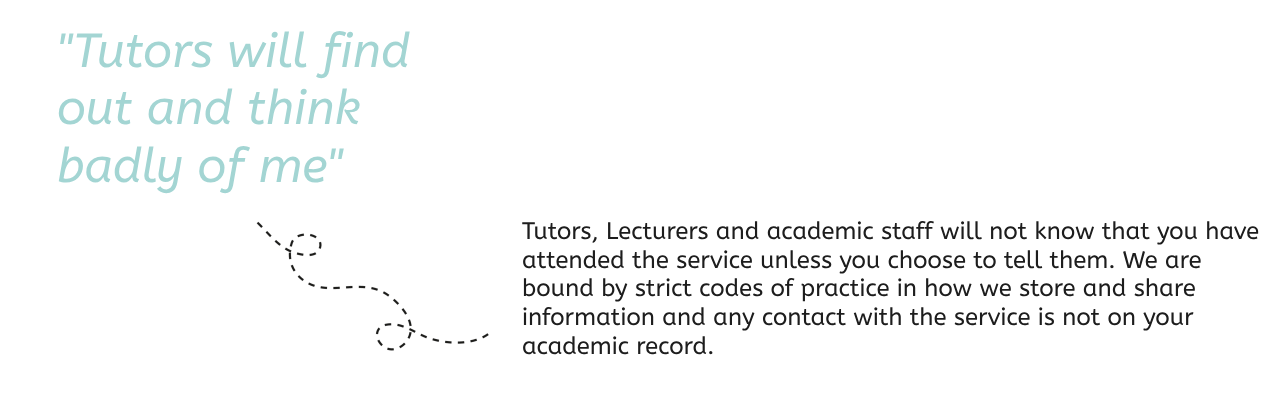 "Tutors will find
out and think
badly of me"
Tutors, Lecturers and academic staff will not know that you have
attended the service unless you choose to tell them. We are
bound by strict codes of practice in how we store and share
information and any contact with the service is not on your
academic record.